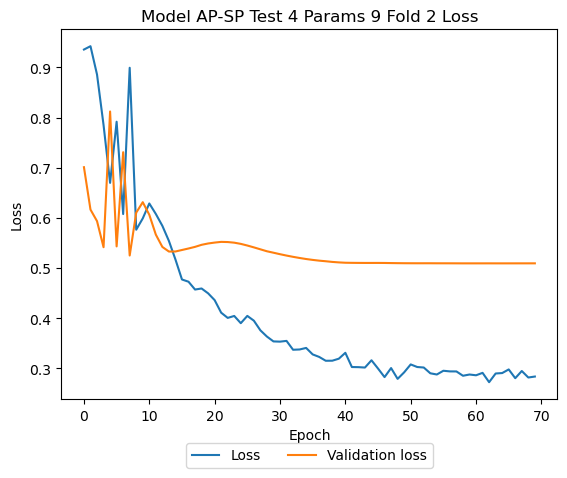 Model AP-SP Test 4 Params 9 Fold 2 Loss
Loss
0.9
0.8
0.7
0.6
0.5
0.4
0.3
0 10 20 30 40 50 60 70
Epoch
Loss Validation loss